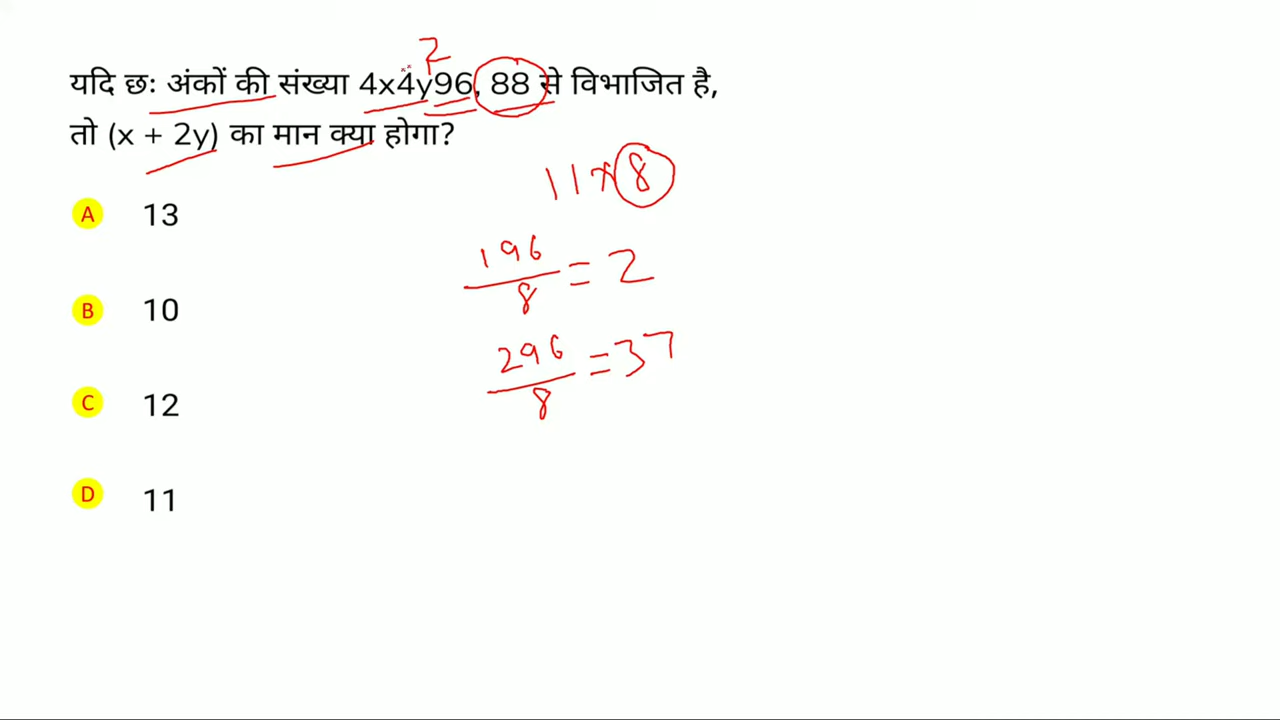 2
यदि छः अंकों की संख्या 4x4y96, 88 से विभाजित है,
तो (x + 2y) का मान क्या होगा?
11 x 8
A 13
196/8 = 2
B 10
296/8 = 37
C 12
D 11